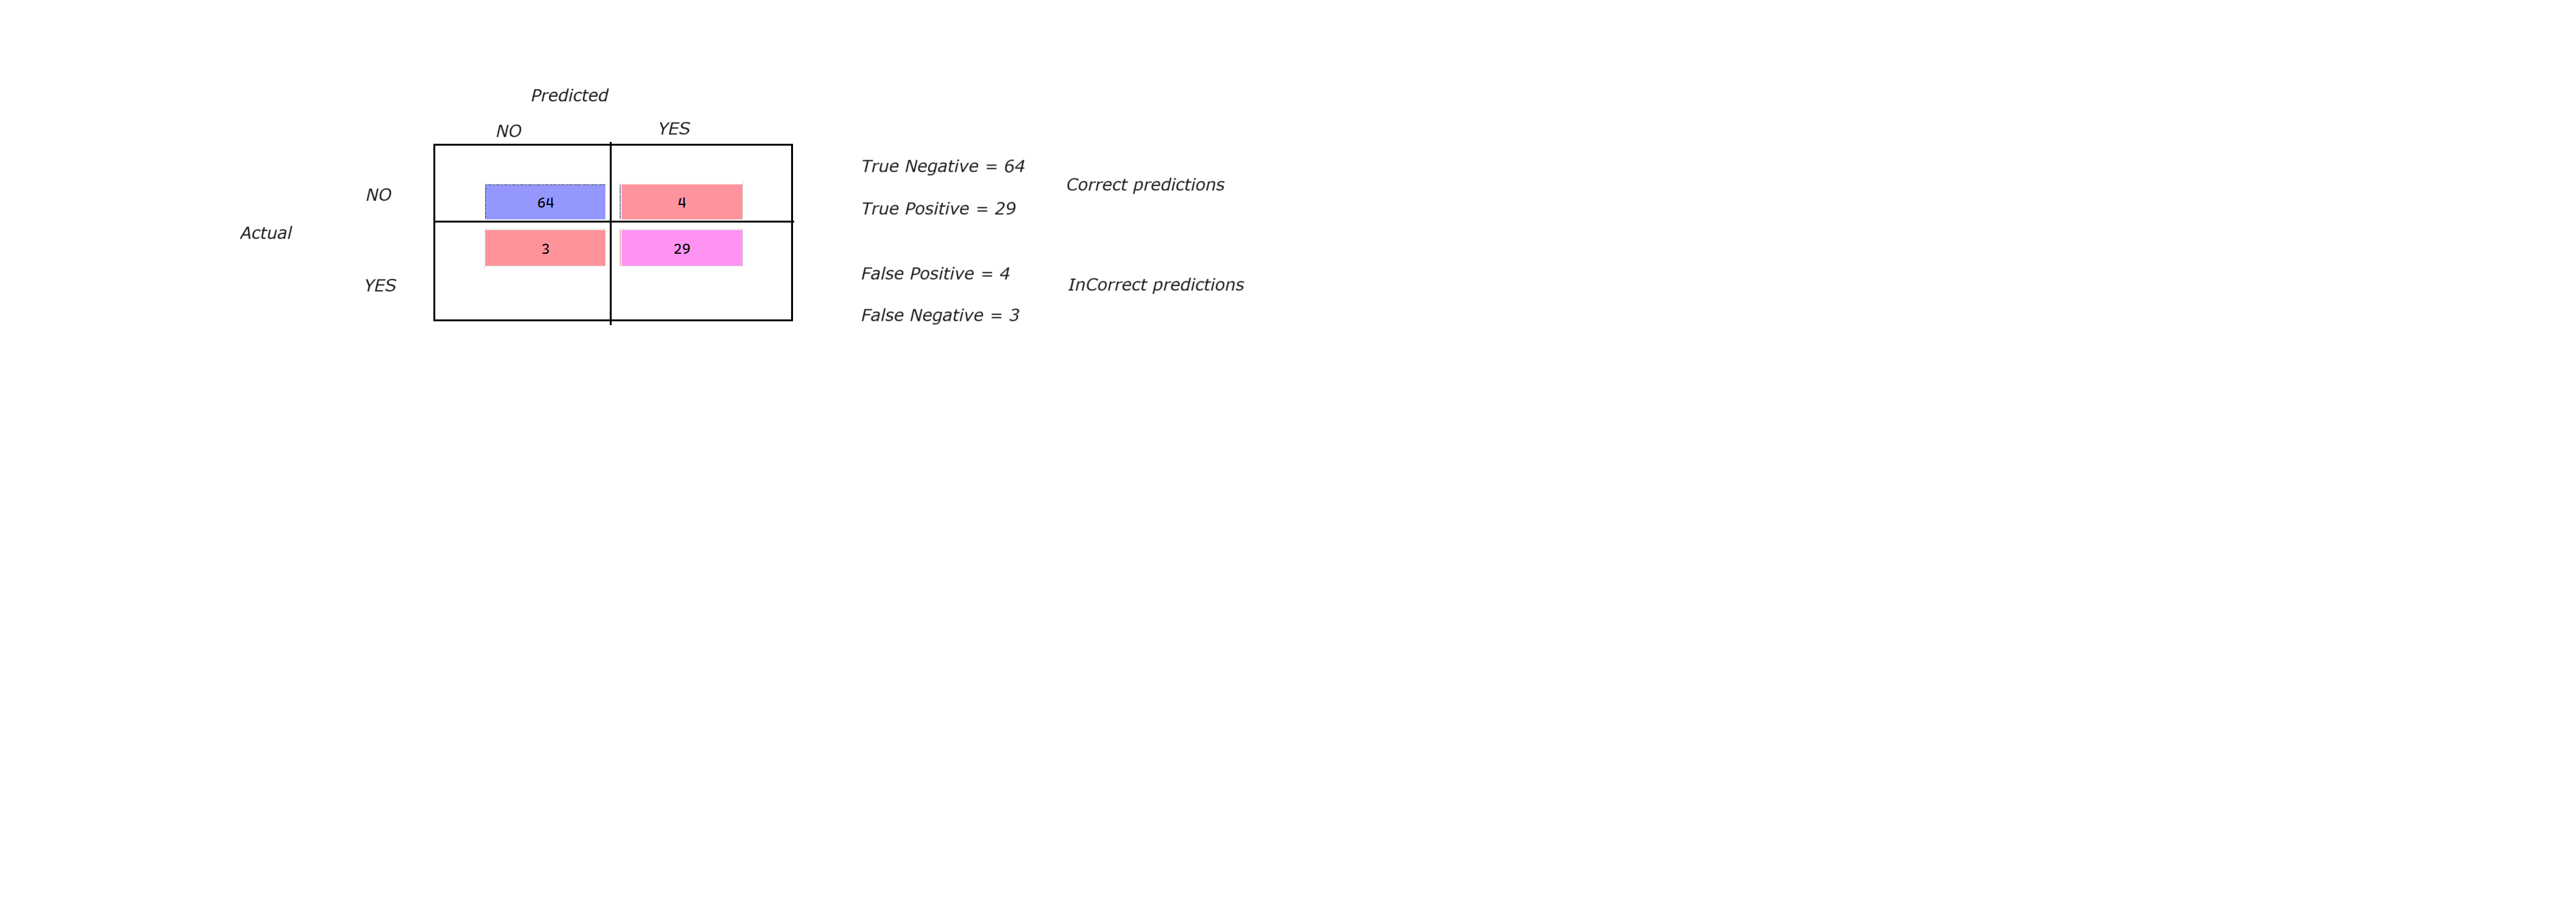 Predicted
NO YES
NO 64 4
Actual
3 29
YES
True Negative = 64
Correct predictions
True Positive = 29
False Positive = 4
InCorrect predictions
False Negative = 3